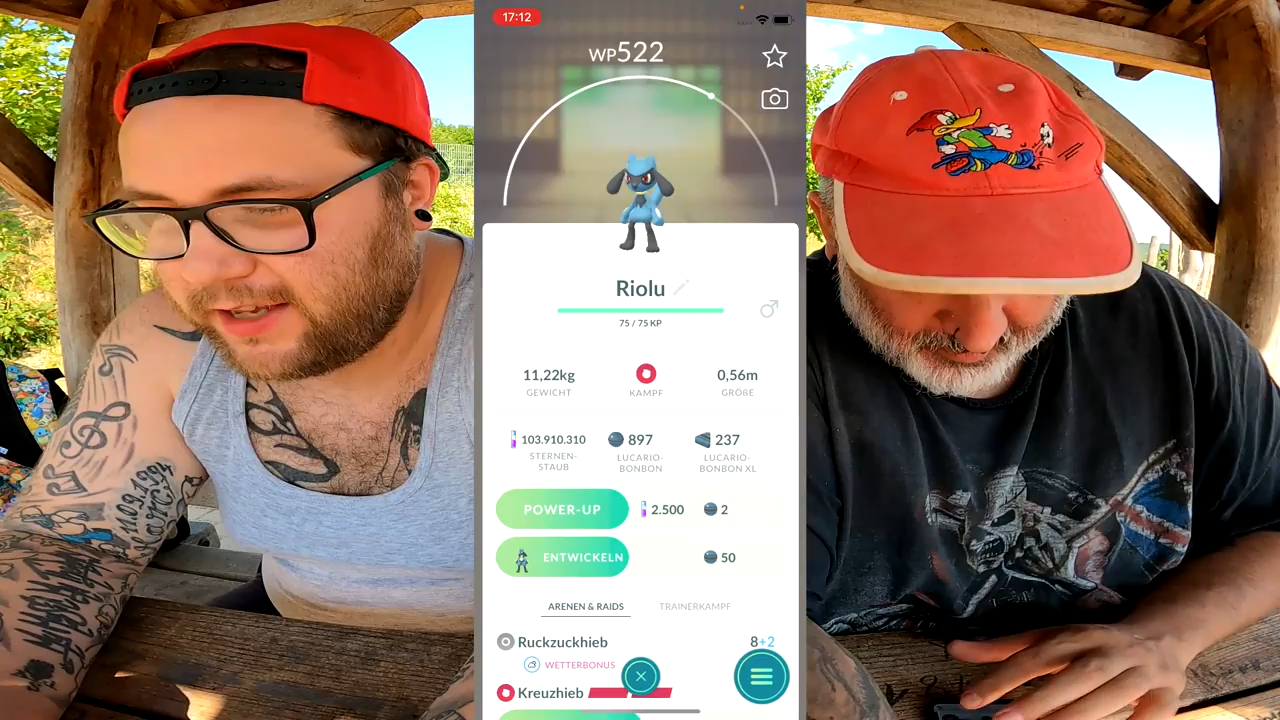 17:12
WP522
Riolu
75 / 75 KP
11,22kg
GEWICHT
KAMPF
0,56m
GRÖßE
103.910.310
STERNEN-
STAUB
897
LUCARIO-
BONBON
237
LUCARIO-
BONBON XL
POWER-UP
2.500
2
ENTWICKELN
50
ARENEN & RAIDS
TRAINERKAMPF
Ruckzuckhieb
8+2
WETTERBONUS
Kreuzhieb